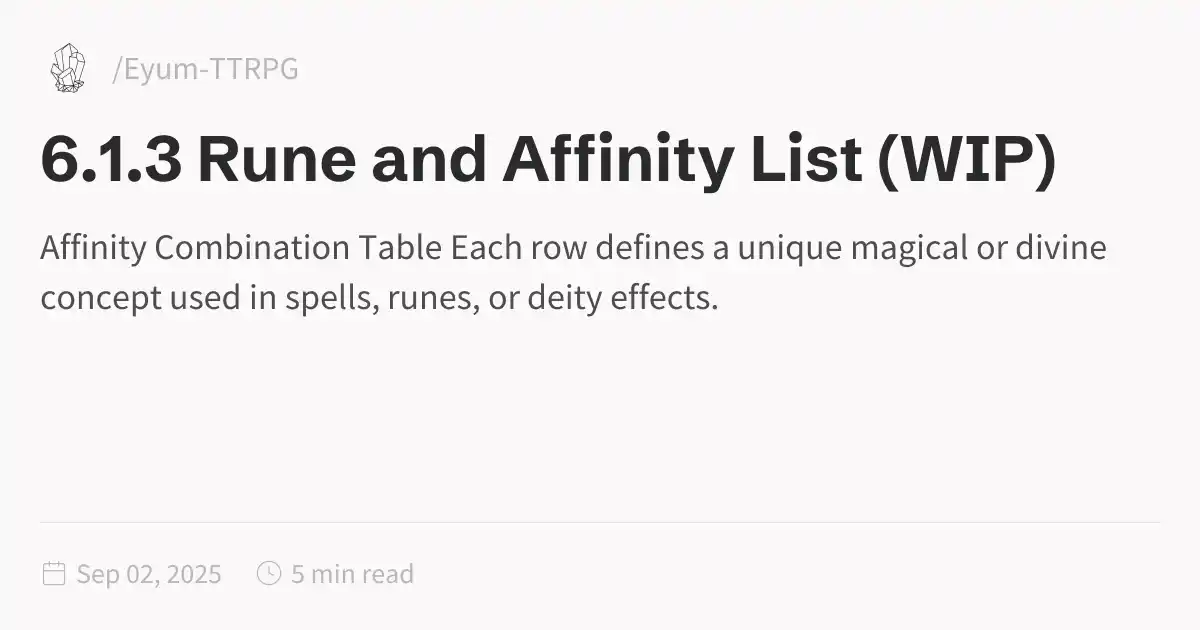 /Eyum-TTRPG
6.1.3 Rune and Affinity List (WIP)
Affinity Combination Table Each row defines a unique magical or divine
concept used in spells, runes, or deity effects.
Sep 02, 2025 5 min read